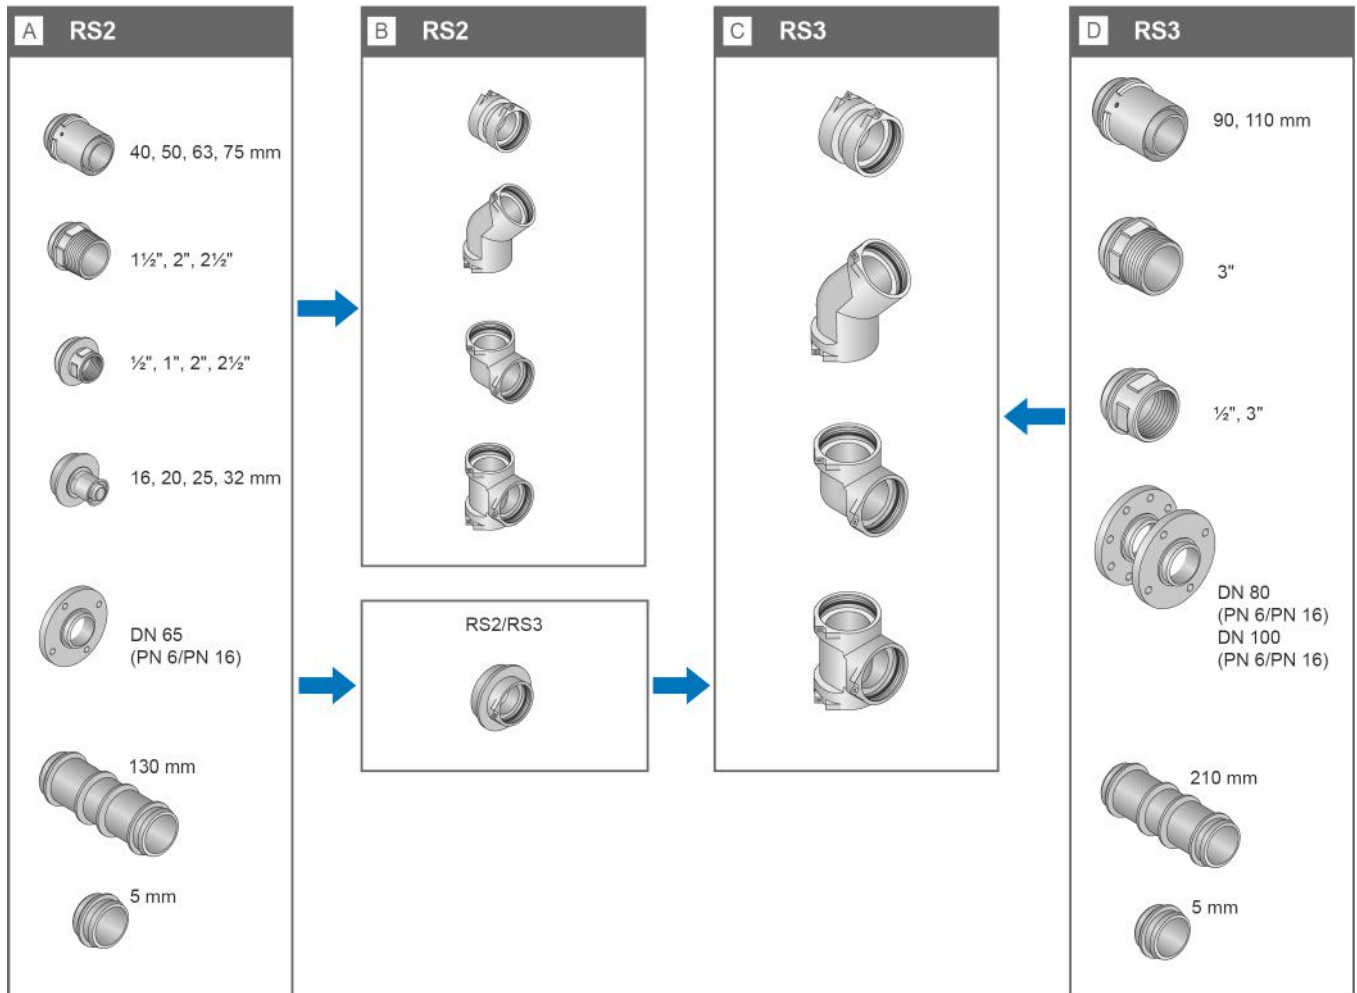 A RS2
40, 50, 63, 75 mm
1½", 2", 2½"
½", 1", 2", 2½"
16, 20, 25, 32 mm
DN 65
(PN 6/PN 16)
130 mm
5 mm
B RS2
RS2/RS3
C RS3
D RS3
90, 110 mm
3"
½", 3"
DN 80
(PN 6/PN 16)
DN 100
(PN 6/PN 16)
210 mm
5 mm